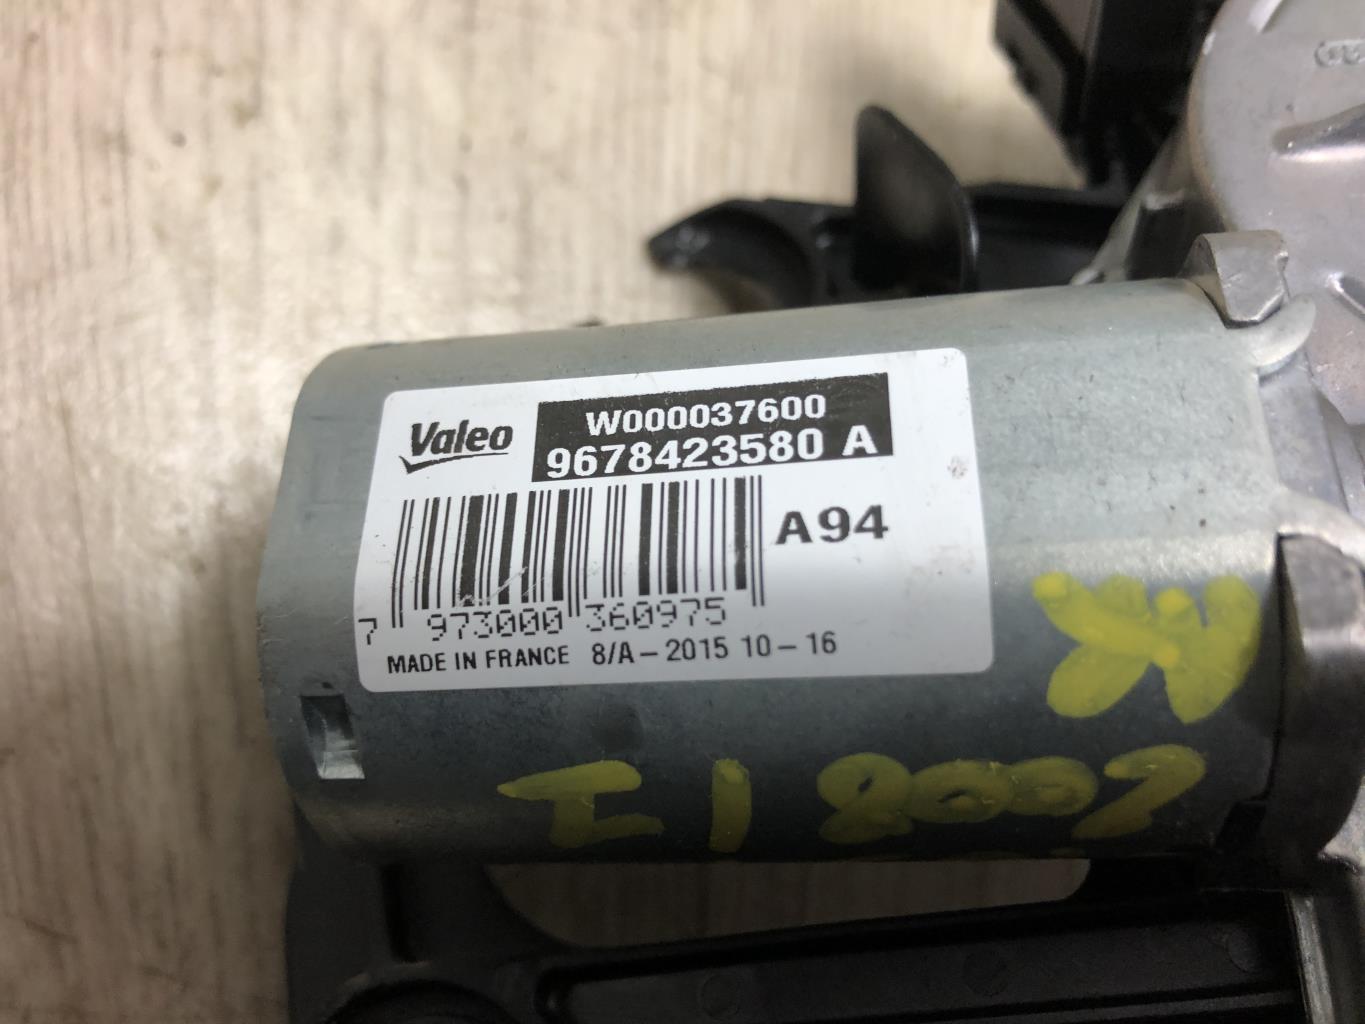 Valeo
W000037600
9678423580 A
A94
7 973000 360975
MADE IN FRANCE 8/A-2015 10-16